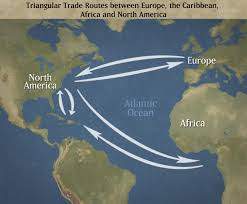 Triangular Trade Routes between Europe, the Caribbean,
Africa and North America
North
America
Europe
Atlantic
Ocean
Africa